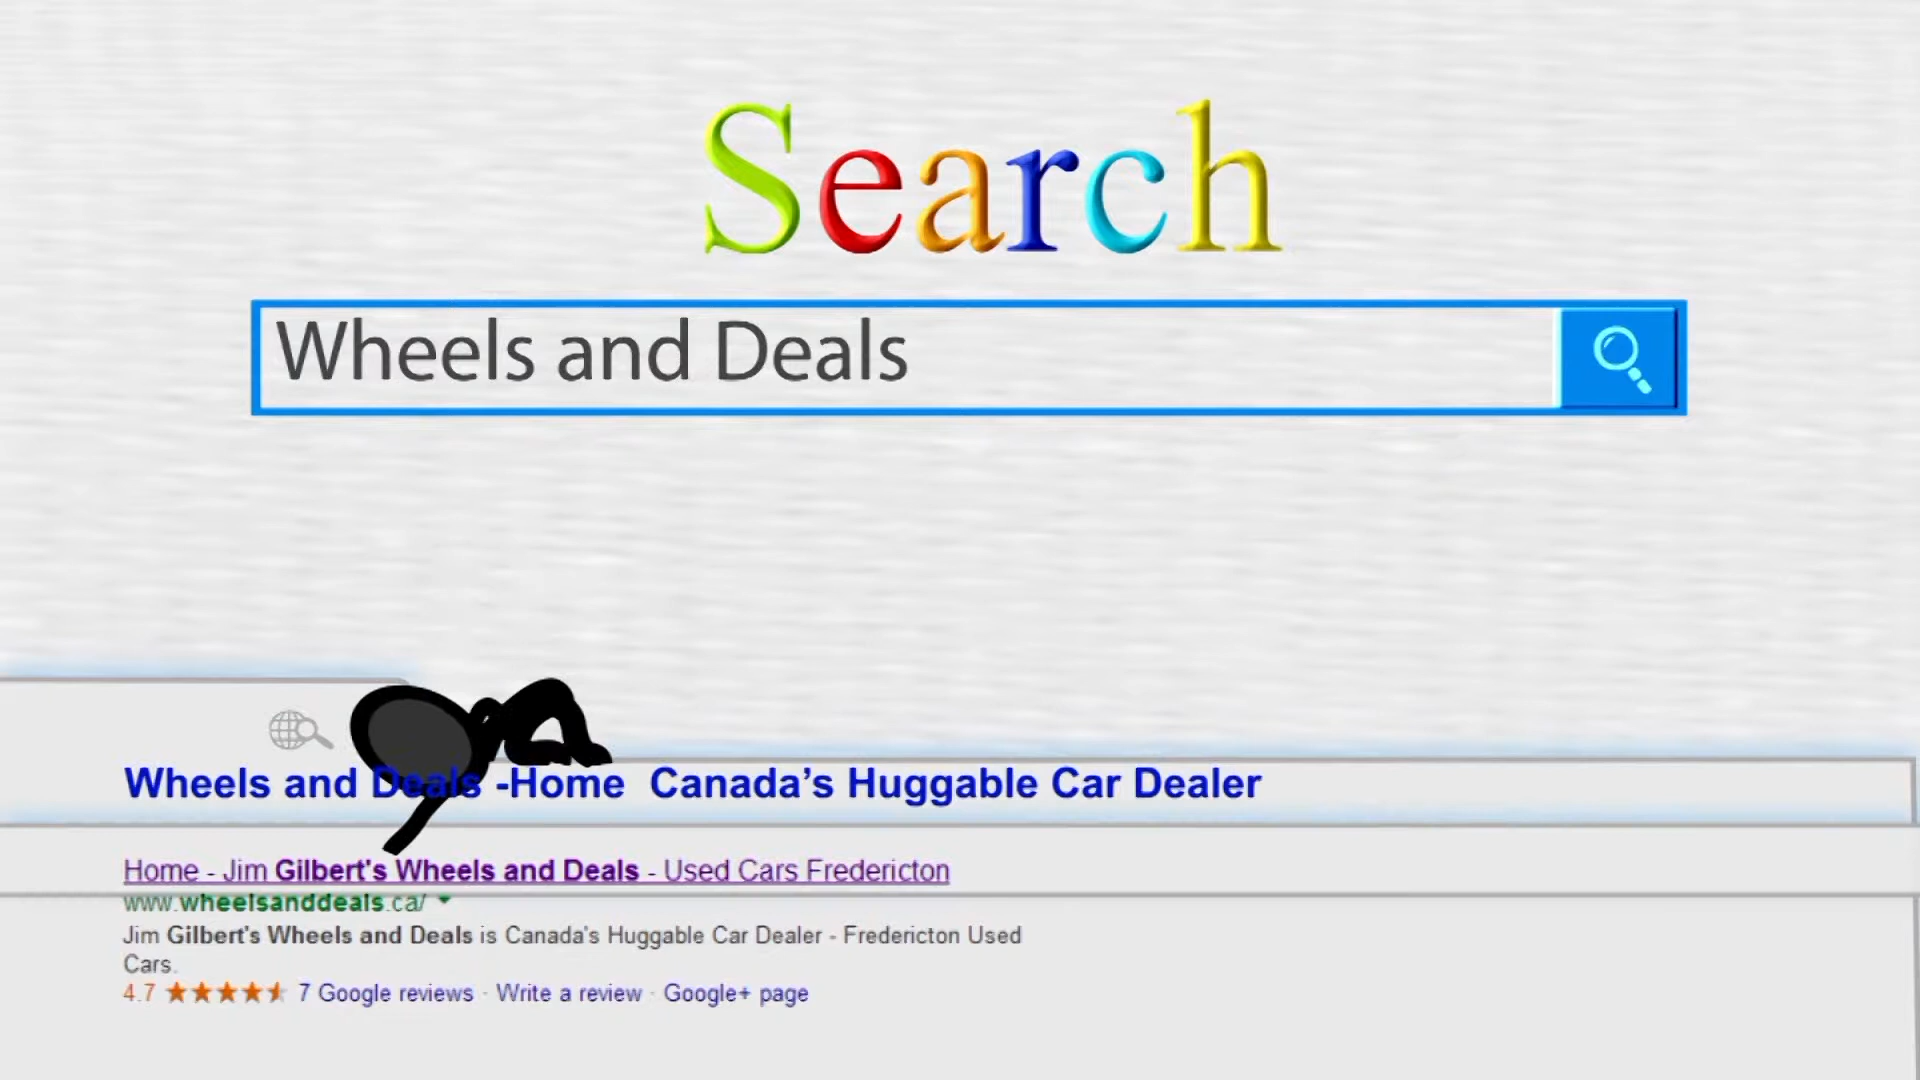 Search
Wheels and Deals
Wheels and Deals -Home  Canada’s Huggable Car Dealer
Home - Jim Gilbert's Wheels and Deals - Used Cars Fredericton
www.wheelsanddeals.ca/
Jim Gilbert's Wheels and Deals is Canada's Huggable Car Dealer - Fredericton Used
Cars.
4.7 ★★★★★ 7 Google reviews · Write a review · Google+ page